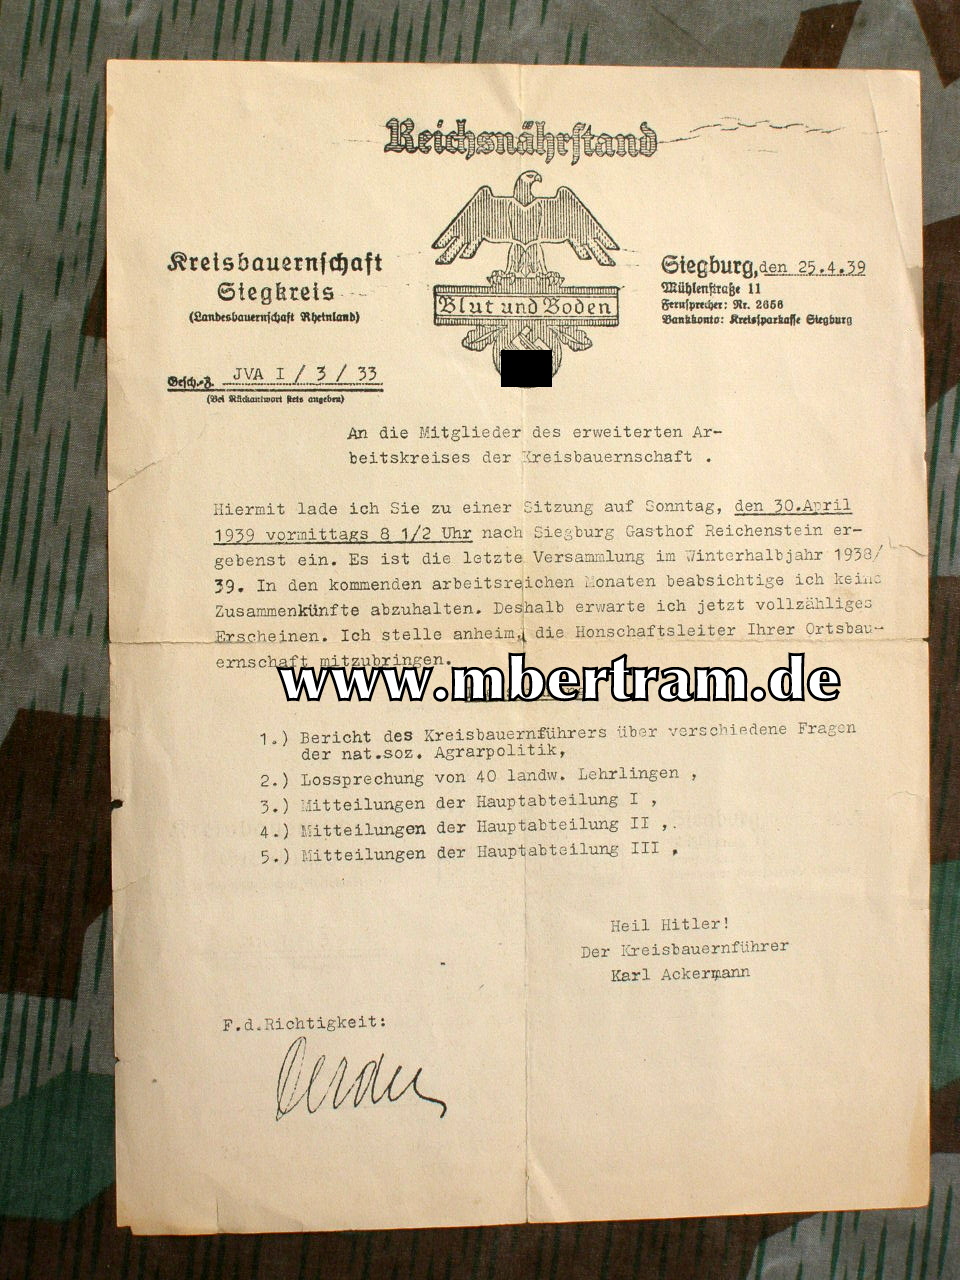 Reichsnährstand
Kreisbauernschaft
Siegkreis
(Landesbauernschaft Rheinland)
Blut und Boden
Siegburg, den 25.4.39
Mühlenstraße 11
Fernsprecher: Nr. 2656
Bankkonto: Kreissparkasse Siegburg
Gesch.-Z. JVA I / 3 / 33
(Bei Rückantwort stets angeben)
An die Mitglieder des erweiterten Ar-
beitskreises der Kreisbauernschaft .
Hiermit lade ich Sie zu einer Sitzung auf Sonntag, den 30.April
1939 vormittags 8 1/2 Uhr nach Siegburg Gasthof Reichenstein er-
gebenst ein. Es ist die letzte Versammlung im Winterhalbjahr 1938/
39. In den kommenden arbeitsreichen Monaten beabsichtige ich keine
Zusammenkünfte abzuhalten. Deshalb erwarte ich jetzt vollzähliges
Erscheinen. Ich stelle anheim, die Honschaftsleiter Ihrer Ortsbau-
ernschaft mitzubringen.
www.mbertram.de
1.) Bericht des Kreisbauernführers über verschiedene Fragen
der nat.soz. Agrarpolitik,
2.) Lossprechung von 40 landw. Lehrlingen ,
3.) Mitteilungen der Hauptabteilung I ,
4.) Mitteilungen der Hauptabteilung II ,.
5.) Mitteilungen der Hauptabteilung III ,
Heil Hitler!
Der Kreisbauernführer
Karl Ackermann
F.d.Richtigkeit: